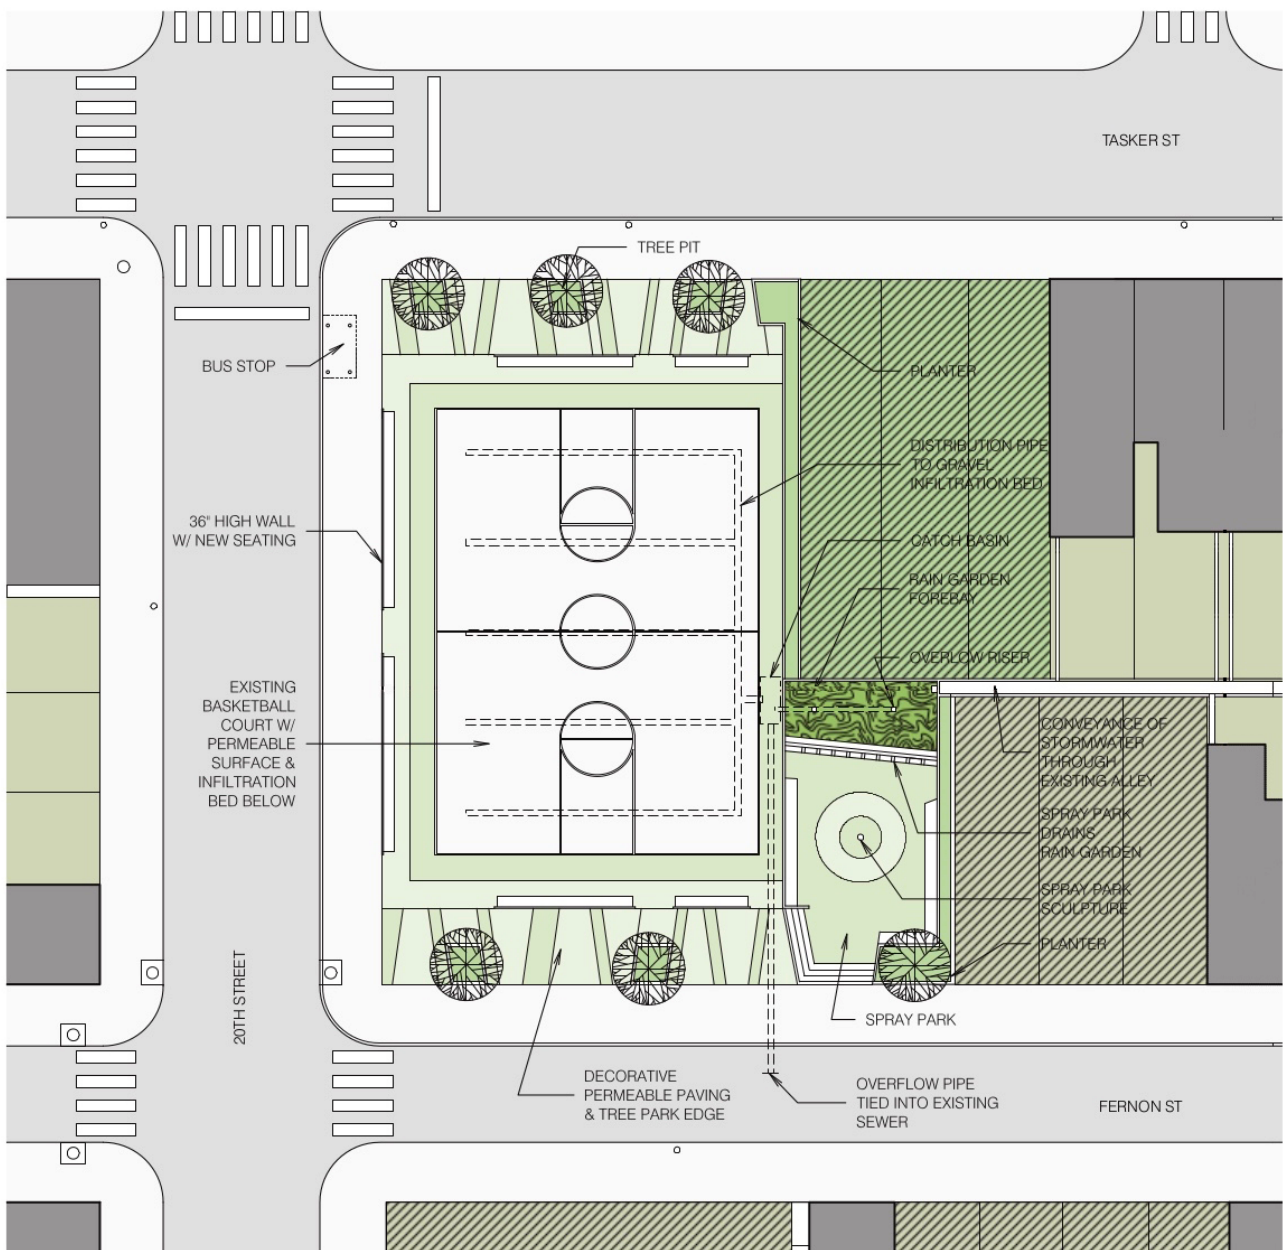 TASKER ST
TREE PIT
BUS STOP
PLANTER
DISTRIBUTION PIPE
TO GRAVEL
INFILTRATION BED
36" HIGH WALL
W/ NEW SEATING
CATCH BASIN
RAIN GARDEN
FOREBAY
OVERLOW RISER
EXISTING
BASKETBALL
COURT W/
PERMEABLE
SURFACE &
INFILTRATION
BED BELOW
CONVEYANCE OF
STORMWATER
THROUGH
EXISTING ALLEY
SPRAY PARK
DRAINS
RAIN GARDEN
SPRAY PARK
SCULPTURE
PLANTER
20TH STREET
SPRAY PARK
DECORATIVE
PERMEABLE PAVING
& TREE PARK EDGE
OVERFLOW PIPE
TIED INTO EXISTING
SEWER
FERNON ST